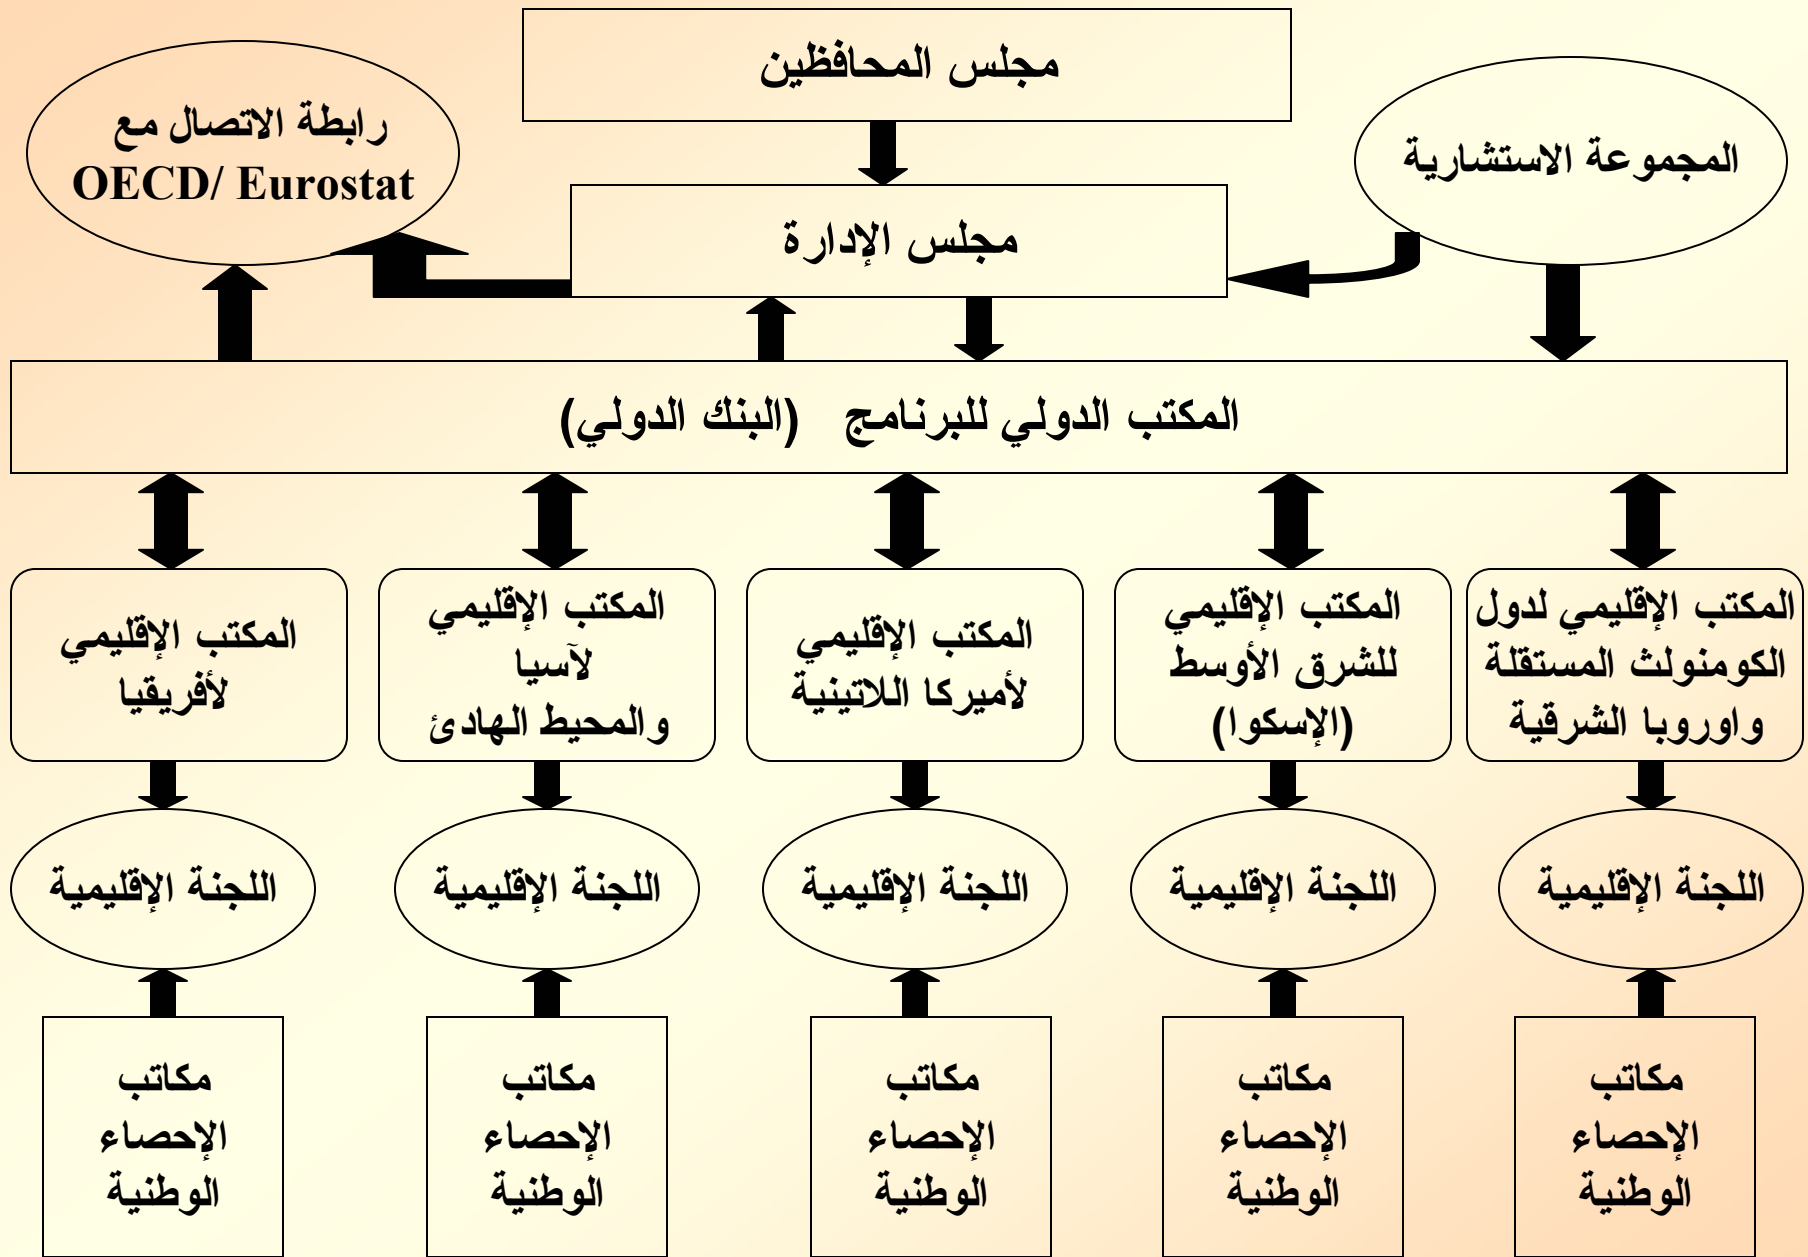 مجلس المحافظين
المجموعة الاستشارية
رابطة الاتصال مع
OECD/ Eurostat
مجلس الإدارة
المكتب الدولي للبرنامج (البنك الدولي)
المكتب الإقليمي لدول
الكومنولث المستقلة
واوروبا الشرقية
المكتب الإقليمي
للشرق الأوسط
(الإسكوا)
المكتب الإقليمي
لأميركا اللاتينية
المكتب الإقليمي
لآسيا
والمحيط الهادئ
المكتب الإقليمي
لأفريقيا
اللجنة الإقليمية
اللجنة الإقليمية
اللجنة الإقليمية
اللجنة الإقليمية
اللجنة الإقليمية
مكاتب
الإحصاء
الوطنية
مكاتب
الإحصاء
الوطنية
مكاتب
الإحصاء
الوطنية
مكاتب
الإحصاء
الوطنية
مكاتب
الإحصاء
الوطنية